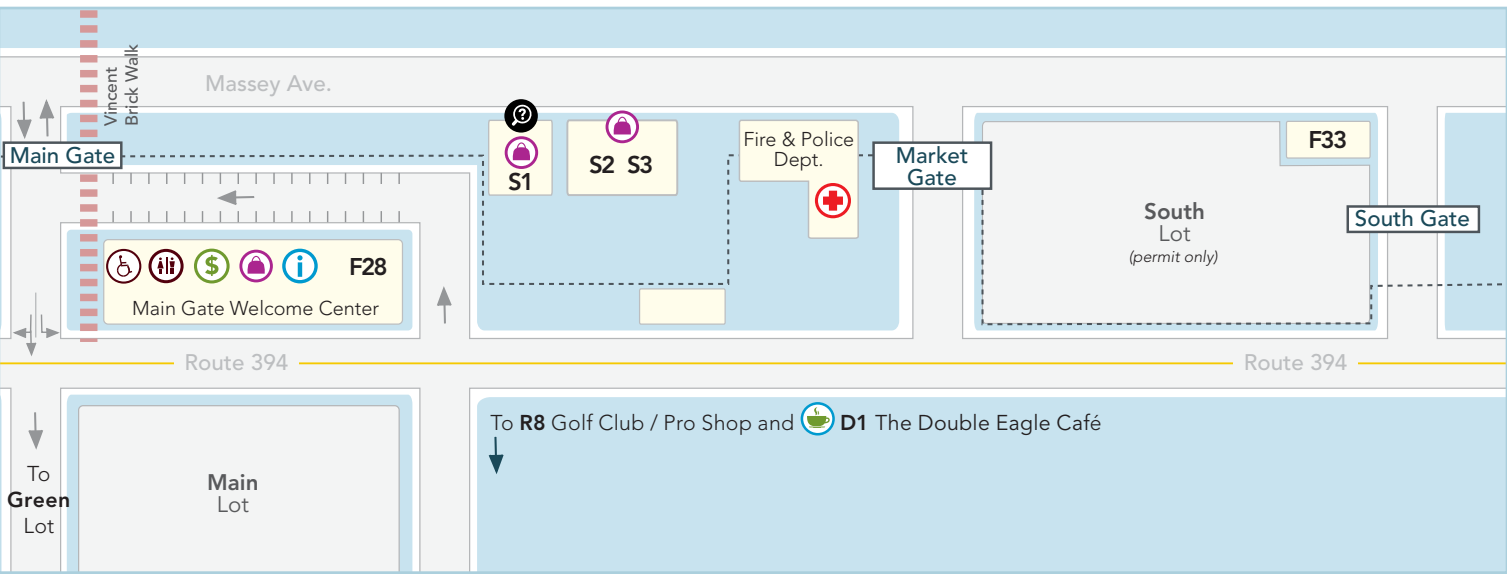 Vincent
Brick Walk
Massey Ave.
Main Gate
?
S1
S2 S3
Fire & Police
Dept.
Market
Gate
F33
South
Lot
(permit only)
South Gate
$
i
F28
Main Gate Welcome Center
Route 394
Route 394
To R8 Golf Club / Pro Shop and D1 The Double Eagle Café
To
Green
Lot
Main
Lot